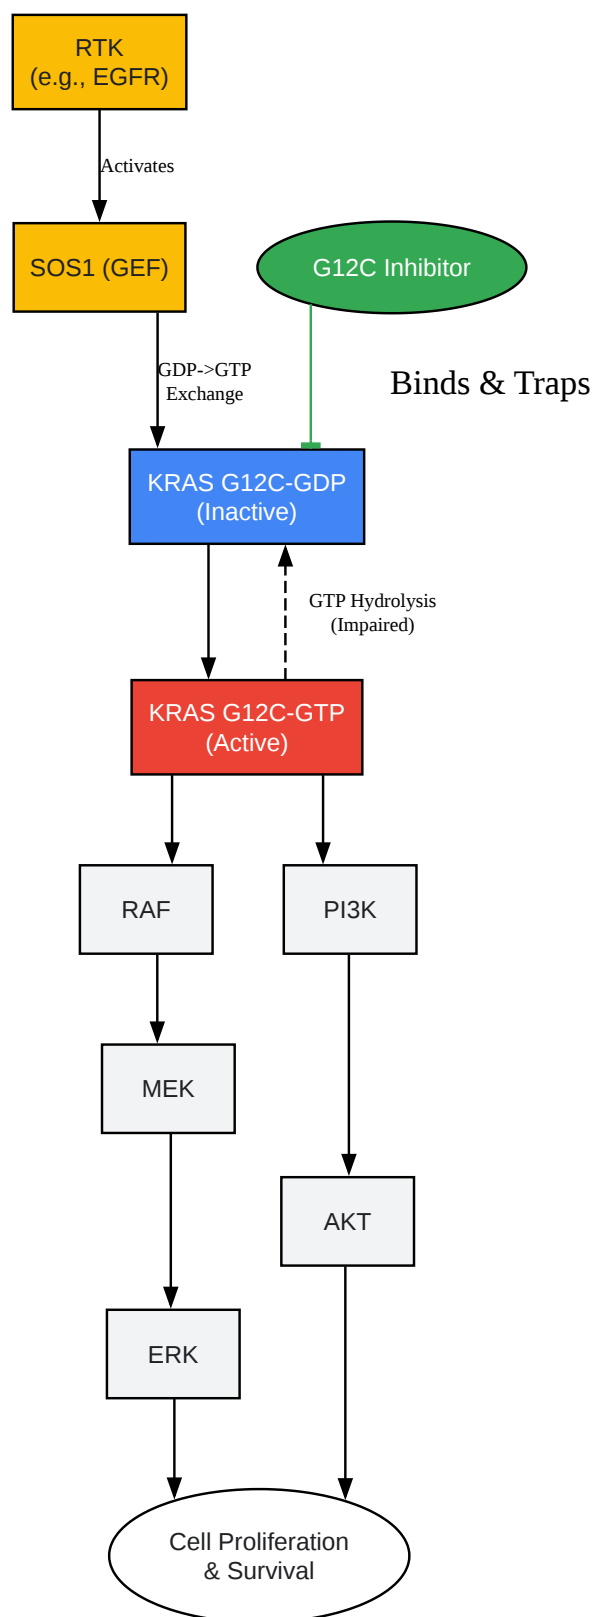 RTK
(e.g., EGFR)
Activates
SOS1 (GEF)
G12C Inhibitor
GDP->GTP
Exchange
Binds & Traps
KRAS G12C-GDP
(Inactive)
GTP Hydrolysis
(Impaired)
KRAS G12C-GTP
(Active)
RAF
PI3K
MEK
AKT
ERK
Cell Proliferation
& Survival